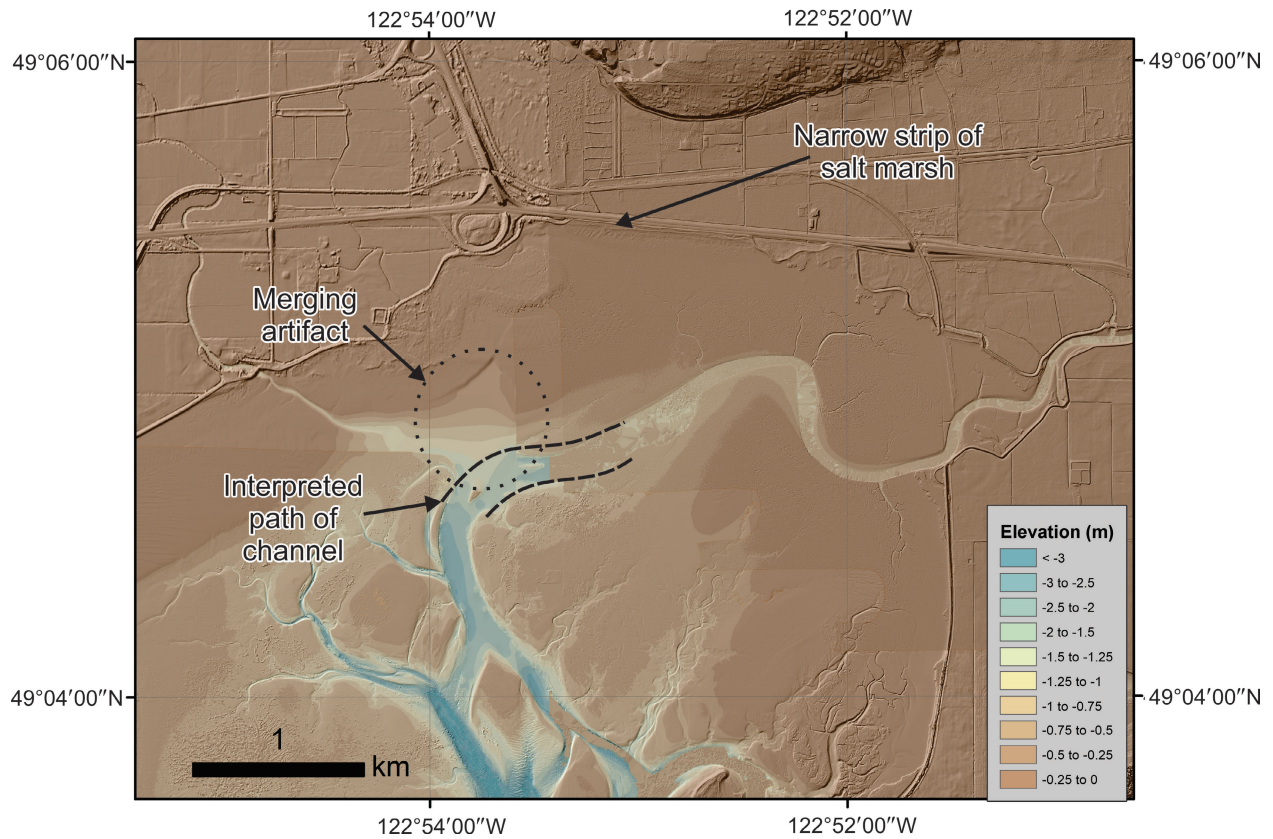 122°54′00″W
122°52′00″W
49°06′00″N
49°06′00″N
Narrow strip of
salt marsh
Merging
artifact
Interpreted
path of
channel
Elevation (m)
< -3
-3 to -2.5
-2.5 to -2
-2 to -1.5
-1.5 to -1.25
-1.25 to -1
-1 to -0.75
-0.75 to -0.5
-0.5 to -0.25
-0.25 to 0
49°04′00″N
49°04′00″N
1
km
122°54′00″W
122°52′00″W